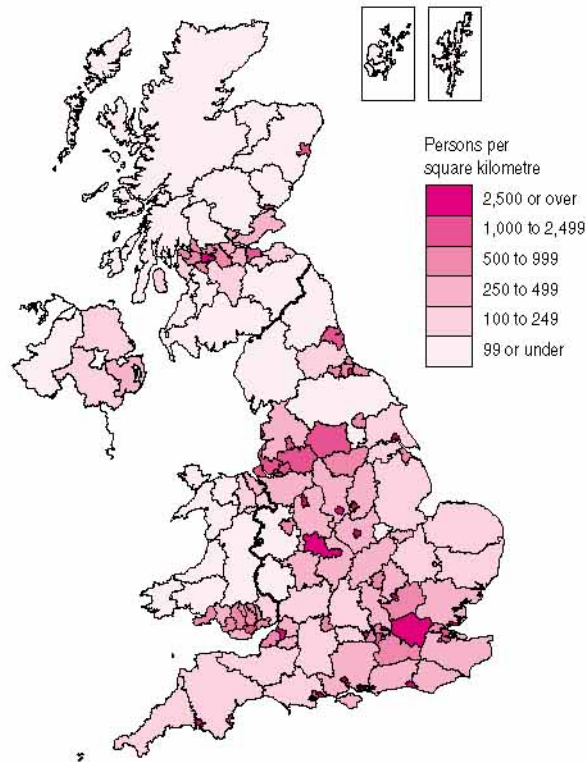 Persons per
square kilometre
2,500 or over
1,000 to 2,499
500 to 999
250 to 499
100 to 249
99 or under